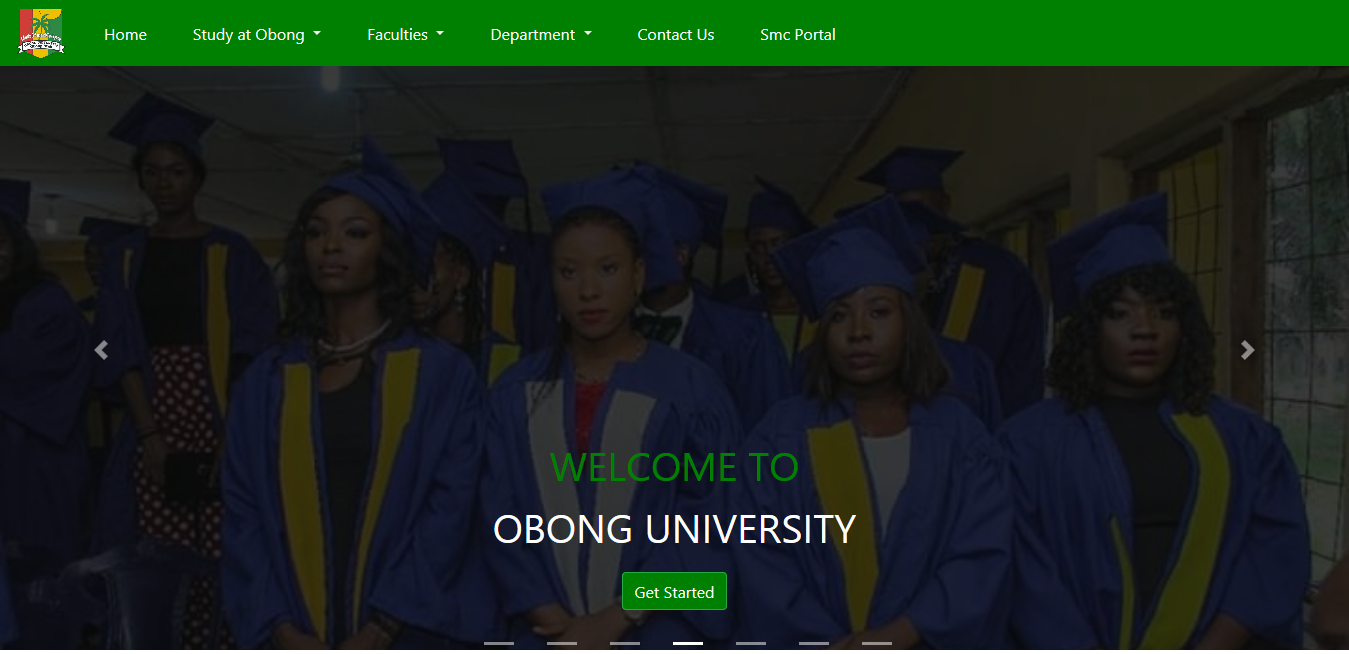 Home Study at Obong Faculties Department Contact Us Smc Portal
WELCOME TO
OBONG UNIVERSITY
Get Started